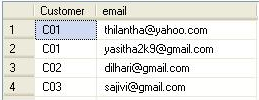 Customer email
1 C01 thilantha@yahoo.com
2 C01 yasitha2k9@gmail.com
3 C02 dilhari@gmail.com
4 C03 sajivi@gmail.com